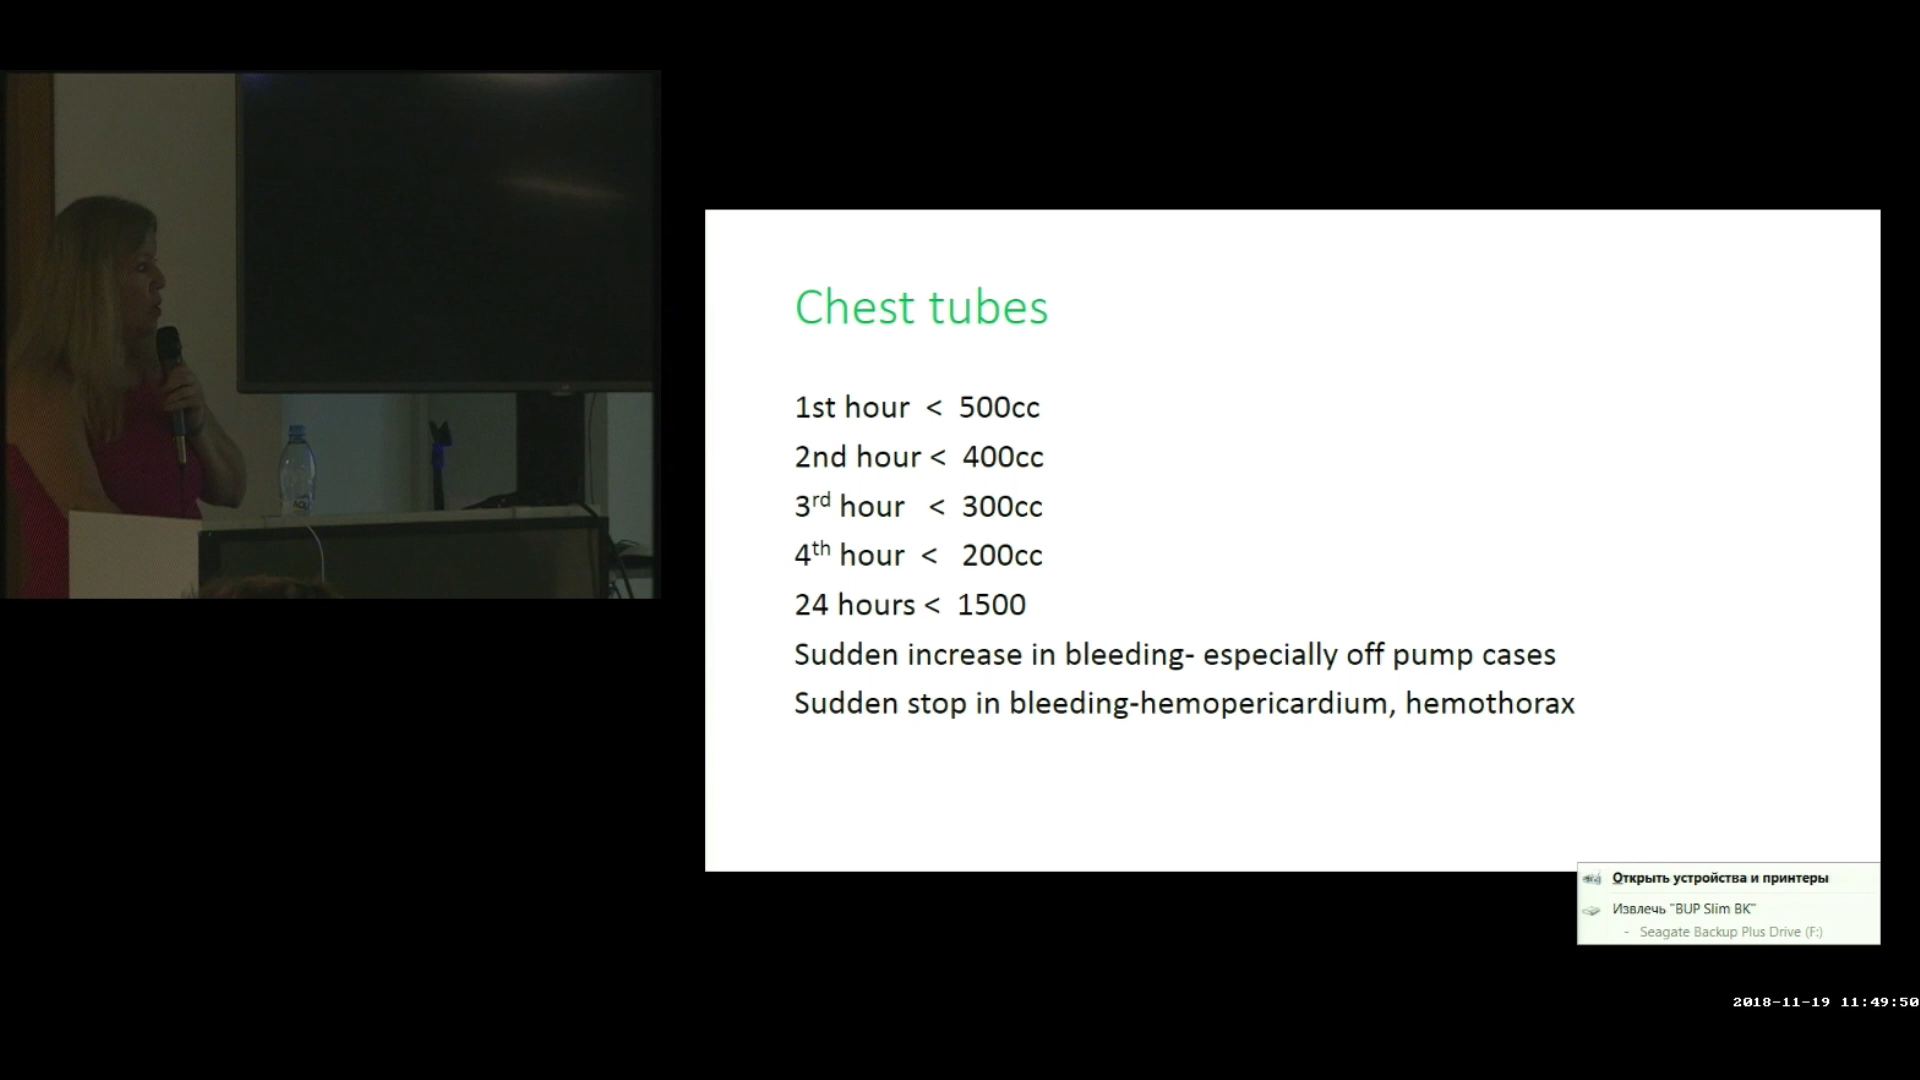 Chest tubes
1st hour < 500cc
2nd hour < 400cc
3rd hour < 300cc
4th hour < 200cc
24 hours < 1500
Sudden increase in bleeding- especially off pump cases
Sudden stop in bleeding-hemopericardium, hemothorax
Открыть устройства и принтеры
Извлечь "BUP Slim BK"
- Seagate Backup Plus Drive (F:)
2018-11-19 11:49:50